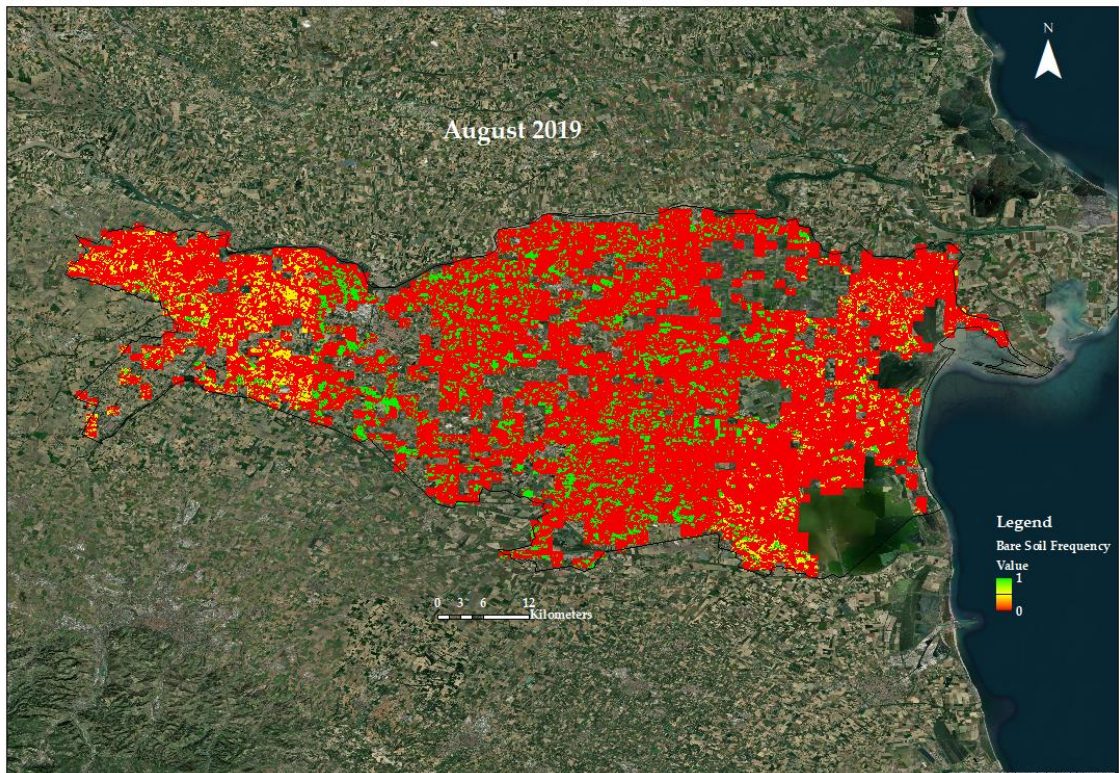 N
August 2019
Legend
Bare Soil Frequency
Value
1
0
0 3 6 12
Kilometers